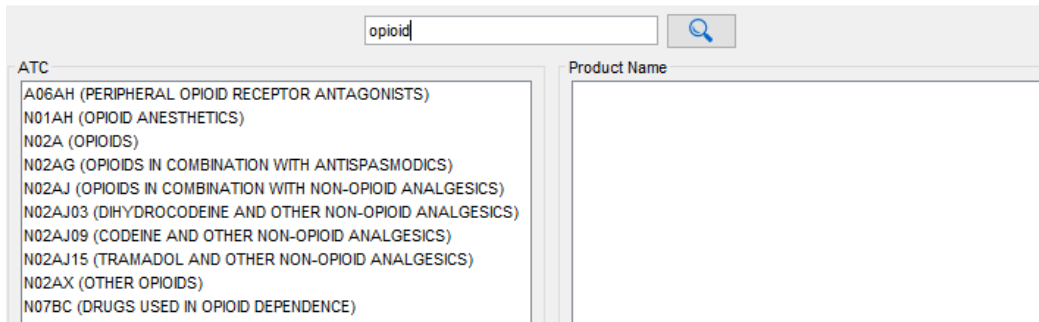 opioid
ATC
A06AH (PERIPHERAL OPIOID RECEPTOR ANTAGONISTS)
N01AH (OPIOID ANESTHETICS)
N02A (OPIOIDS)
N02AG (OPIOIDS IN COMBINATION WITH ANTISPASMODICS)
N02AJ (OPIOIDS IN COMBINATION WITH NON-OPIOID ANALGESICS)
N02AJ03 (DIHYDROCODEINE AND OTHER NON-OPIOID ANALGESICS)
N02AJ09 (CODEINE AND OTHER NON-OPIOID ANALGESICS)
N02AJ15 (TRAMADOL AND OTHER NON-OPIOID ANALGESICS)
N02AX (OTHER OPIOIDS)
N07BC (DRUGS USED IN OPIOID DEPENDENCE)
Product Name